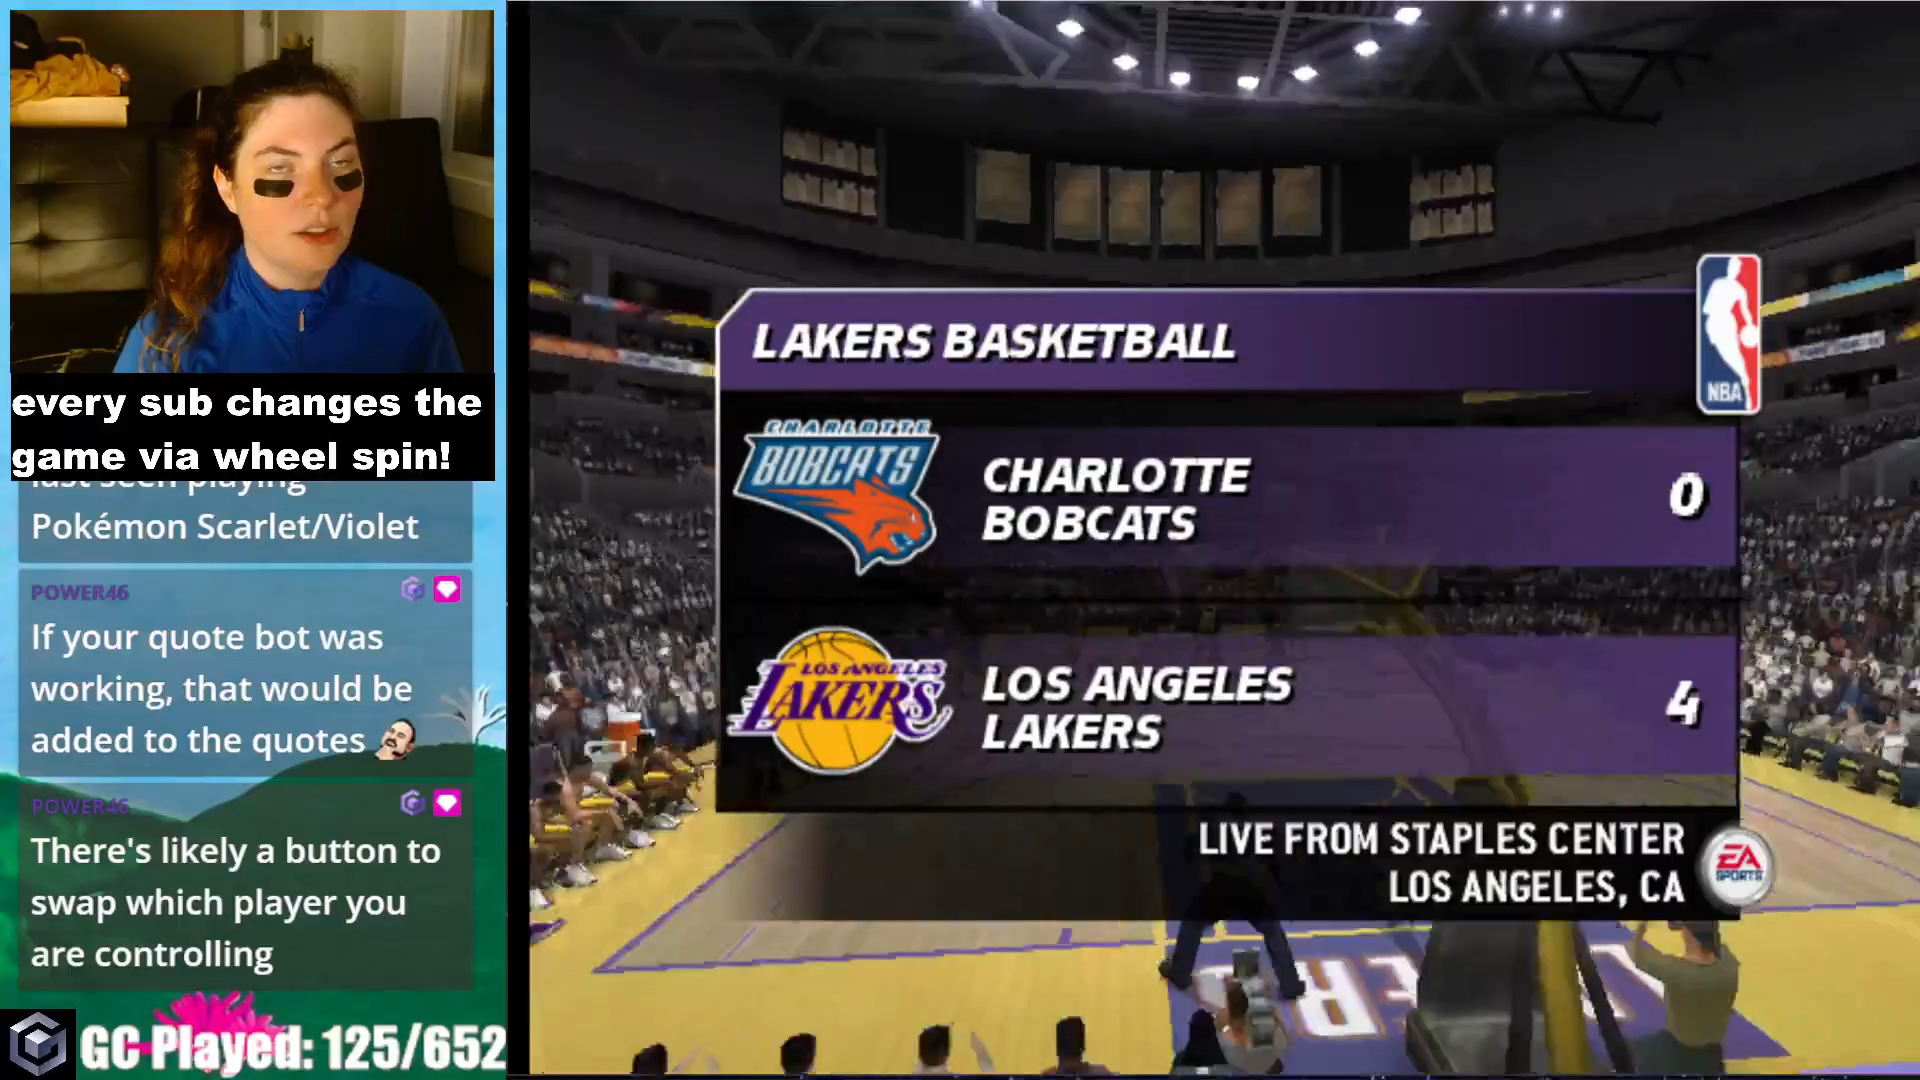 every sub changes the
game via wheel spin!
last seen playing
Pokémon Scarlet/Violet
POWER46
If your quote bot was
working, that would be
added to the quotes
POWER46
There's likely a button to
swap which player you
are controlling
GC Played: 125/652
LAKERS BASKETBALL
NBA
CHARLOTTE
BOBCATS
CHARLOTTE
BOBCATS
0
LOS ANGELES
LAKERS
LOS ANGELES
LAKERS
4
LIVE FROM STAPLES CENTER
LOS ANGELES, CA
EA
SPORTS